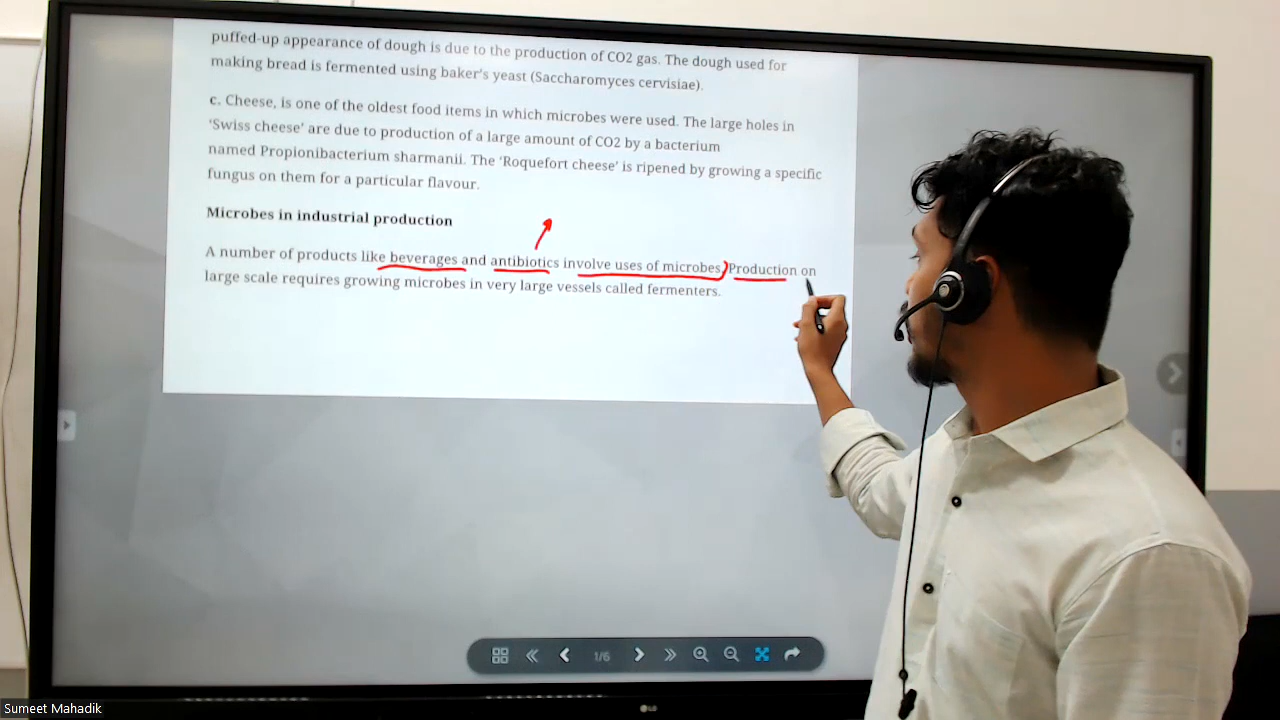 puffed-up appearance of dough is due to the production of CO2 gas. The dough used for
making bread is fermented using baker's yeast (Saccharomyces cervisiae).
c. Cheese, is one of the oldest food items in which microbes were used. The large holes in
‘Swiss cheese’ are due to production of a large amount of CO2 by a bacterium
named Propionibacterium sharmanii. The ‘Roquefort cheese’ is ripened by growing a specific
fungus on them for a particular flavour.
Microbes in industrial production
A number of products like beverages and antibiotics involve uses of microbes. Production on
large scale requires growing microbes in very large vessels called fermenters.
1/6
LG
Sumeet Mahadik